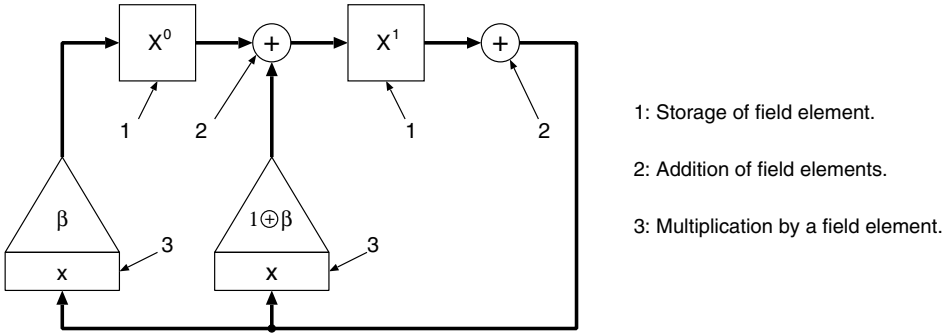 X⁰
+
X¹
+
1
2
1
2
β
1⊕β
3
3
x
x
1: Storage of field element.
2: Addition of field elements.
3: Multiplication by a field element.